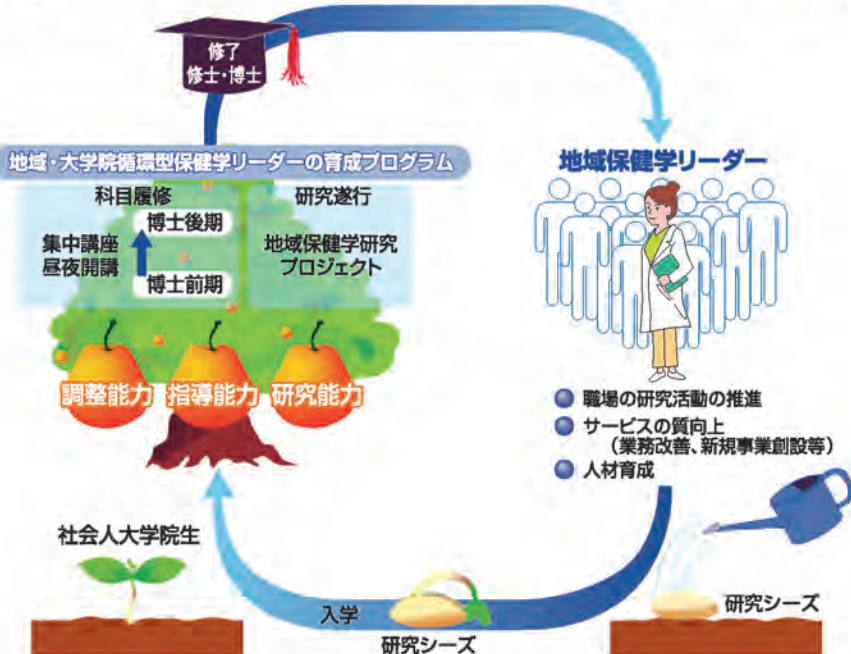 修了
修士・博士
地域・大学院循環型保健学リーダーの育成プログラム
科目履修
博士後期
集中講座
昼夜開講
博士前期
研究遂行
地域保健学研究
プロジェクト
調整能力
指導能力
研究能力
地域保健学リーダー
職場の研究活動の推進
サービスの質向上
（業務改善、新規事業創設等）
人材育成
社会人大学院生
入学
研究シーズ
研究シーズ